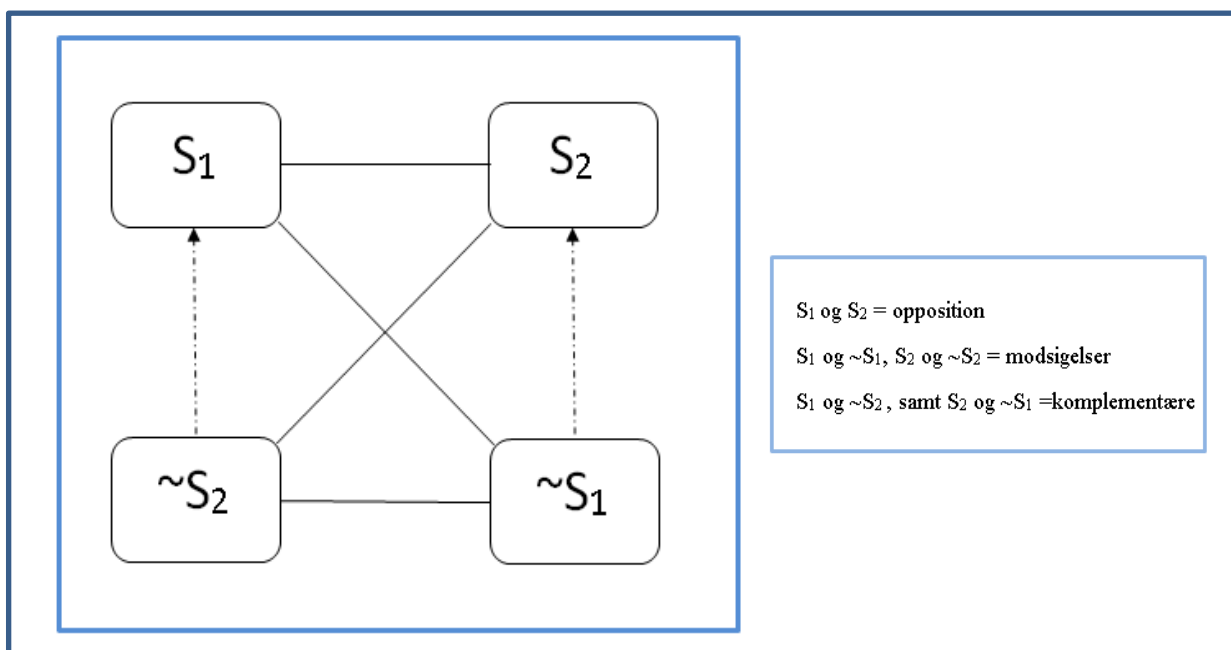 S₁ S₂
~S₂ ~S₁
S₁ og S₂ = opposition
S₁ og ~S₁, S₂ og ~S₂ = modsigelser
S₁ og ~S₂ , samt S₂ og ~S₁ =komplementære